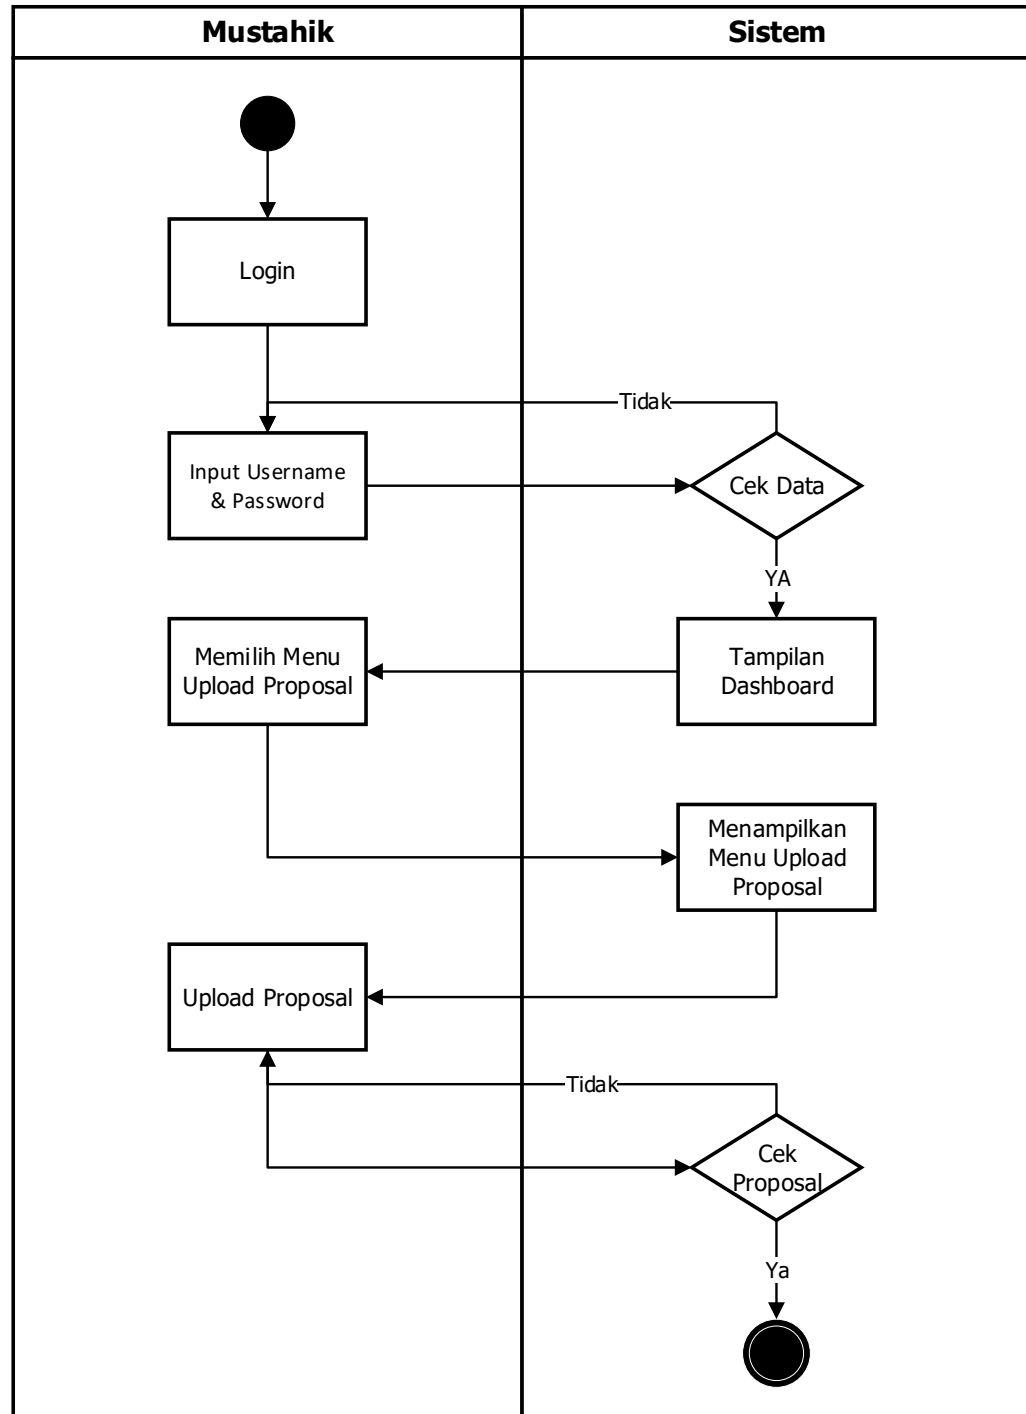 Mustahik
Sistem
Login
Tidak
Input Username
& Password
Cek Data
YA
Memilih Menu
Upload Proposal
Tampilan
Dashboard
Menampilkan
Menu Upload
Proposal
Upload Proposal
Tidak
Cek
Proposal
Ya